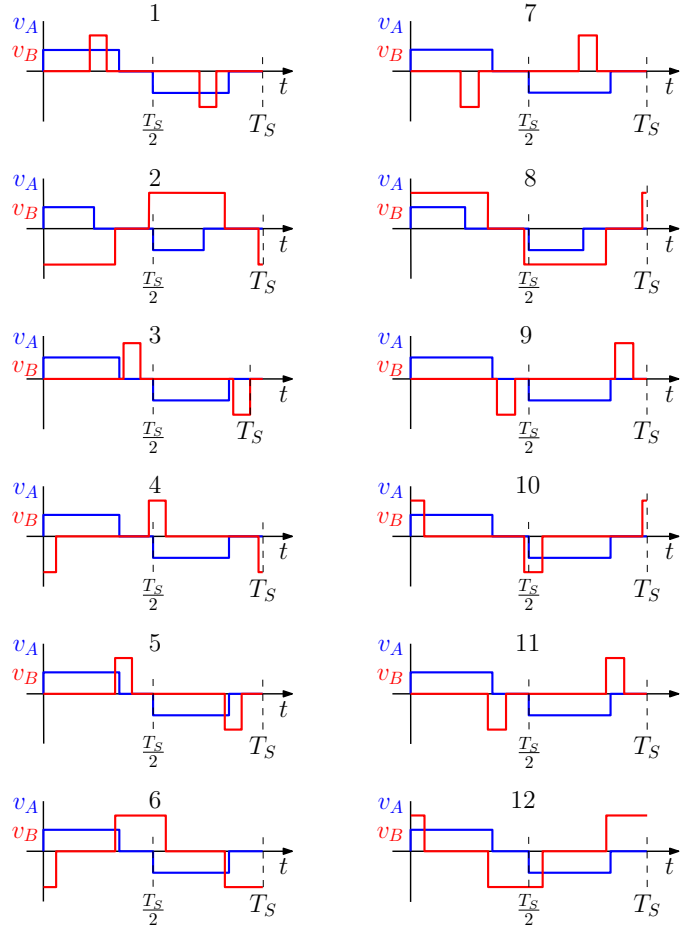 1
v_A
v_B
t
T_S/2
T_S
7
v_A
v_B
t
T_S/2
T_S
2
v_A
v_B
t
T_S/2
T_S
8
v_A
v_B
t
T_S/2
T_S
3
v_A
v_B
t
T_S/2
T_S
9
v_A
v_B
t
T_S/2
T_S
4
v_A
v_B
t
T_S/2
T_S
10
v_A
v_B
t
T_S/2
T_S
5
v_A
v_B
t
T_S/2
T_S
11
v_A
v_B
t
T_S/2
T_S
6
v_A
v_B
t
T_S/2
T_S
12
v_A
v_B
t
T_S/2
T_S